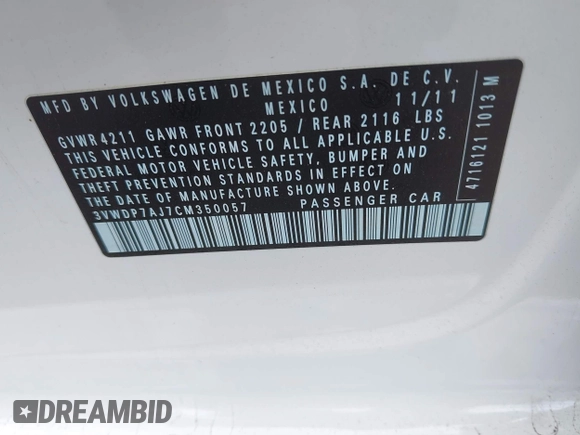 MFD BY VOLKSWAGEN DE MEXICO S.A. DE C.V.
MEXICO 11/11
GVWR4211 GAWR FRONT 2205 / REAR 2116 LBS
THIS VEHICLE CONFORMS TO ALL APPLICABLE U.S.
FEDERAL MOTOR VEHICLE SAFETY, BUMPER AND
THEFT PREVENTION STANDARDS IN EFFECT ON
THE DATE OF MANUFACTURE SHOWN ABOVE.
3VWDP7AJ7CM350057 PASSENGER CAR
4716121 1013 M
DREAMBID